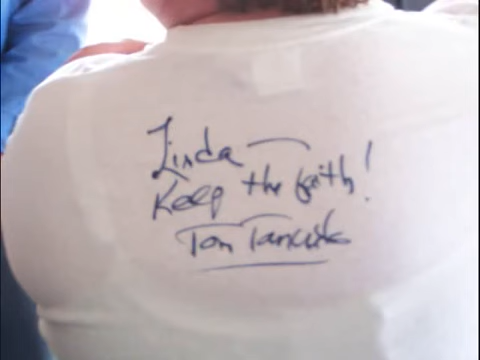 Linda —
Keep the faith!
Tom Tancredo